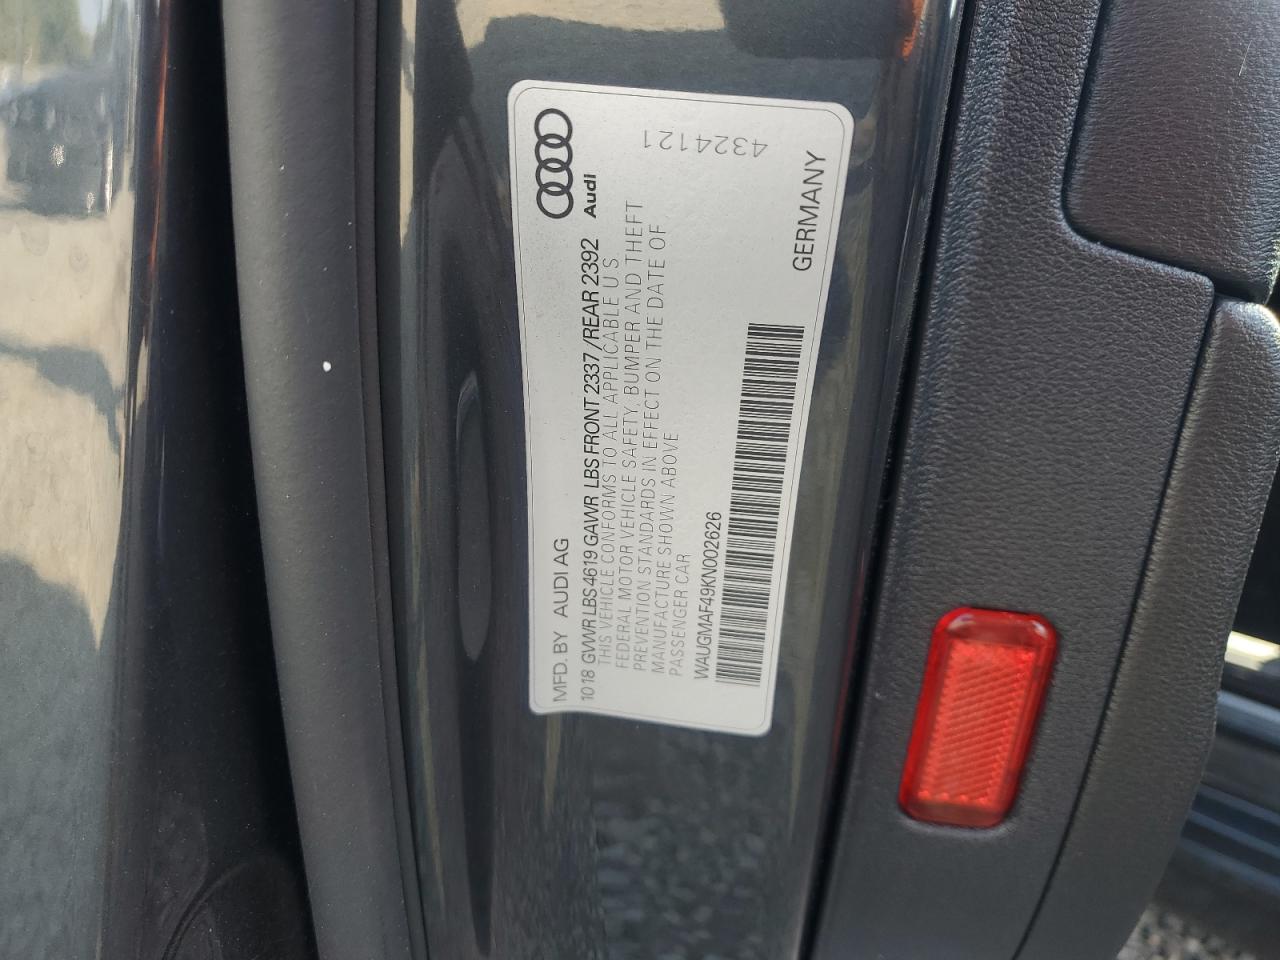 MFD. BY AUDI AG
Audi
10 18 GVWR LBS 4619 GAWR LBS FRONT 2337 / REAR 2392
THIS VEHICLE CONFORMS TO ALL APPLICABLE U S
FEDERAL MOTOR VEHICLE SAFETY, BUMPER AND THEFT
PREVENTION STANDARDS IN EFFECT ON THE DATE OF
MANUFACTURE SHOWN ABOVE
PASSENGER CAR
WAUGMAF49KN002626
GERMANY
4324121